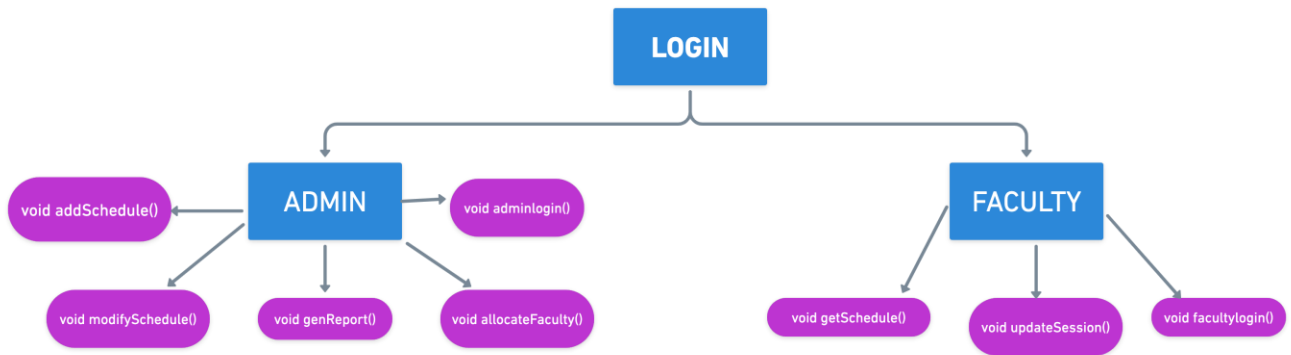 LOGIN
ADMIN
FACULTY
void addSchedule()
void adminlogin()
void modifySchedule()
void genReport()
void allocateFaculty()
void getSchedule()
void updateSession()
void facultylogin()